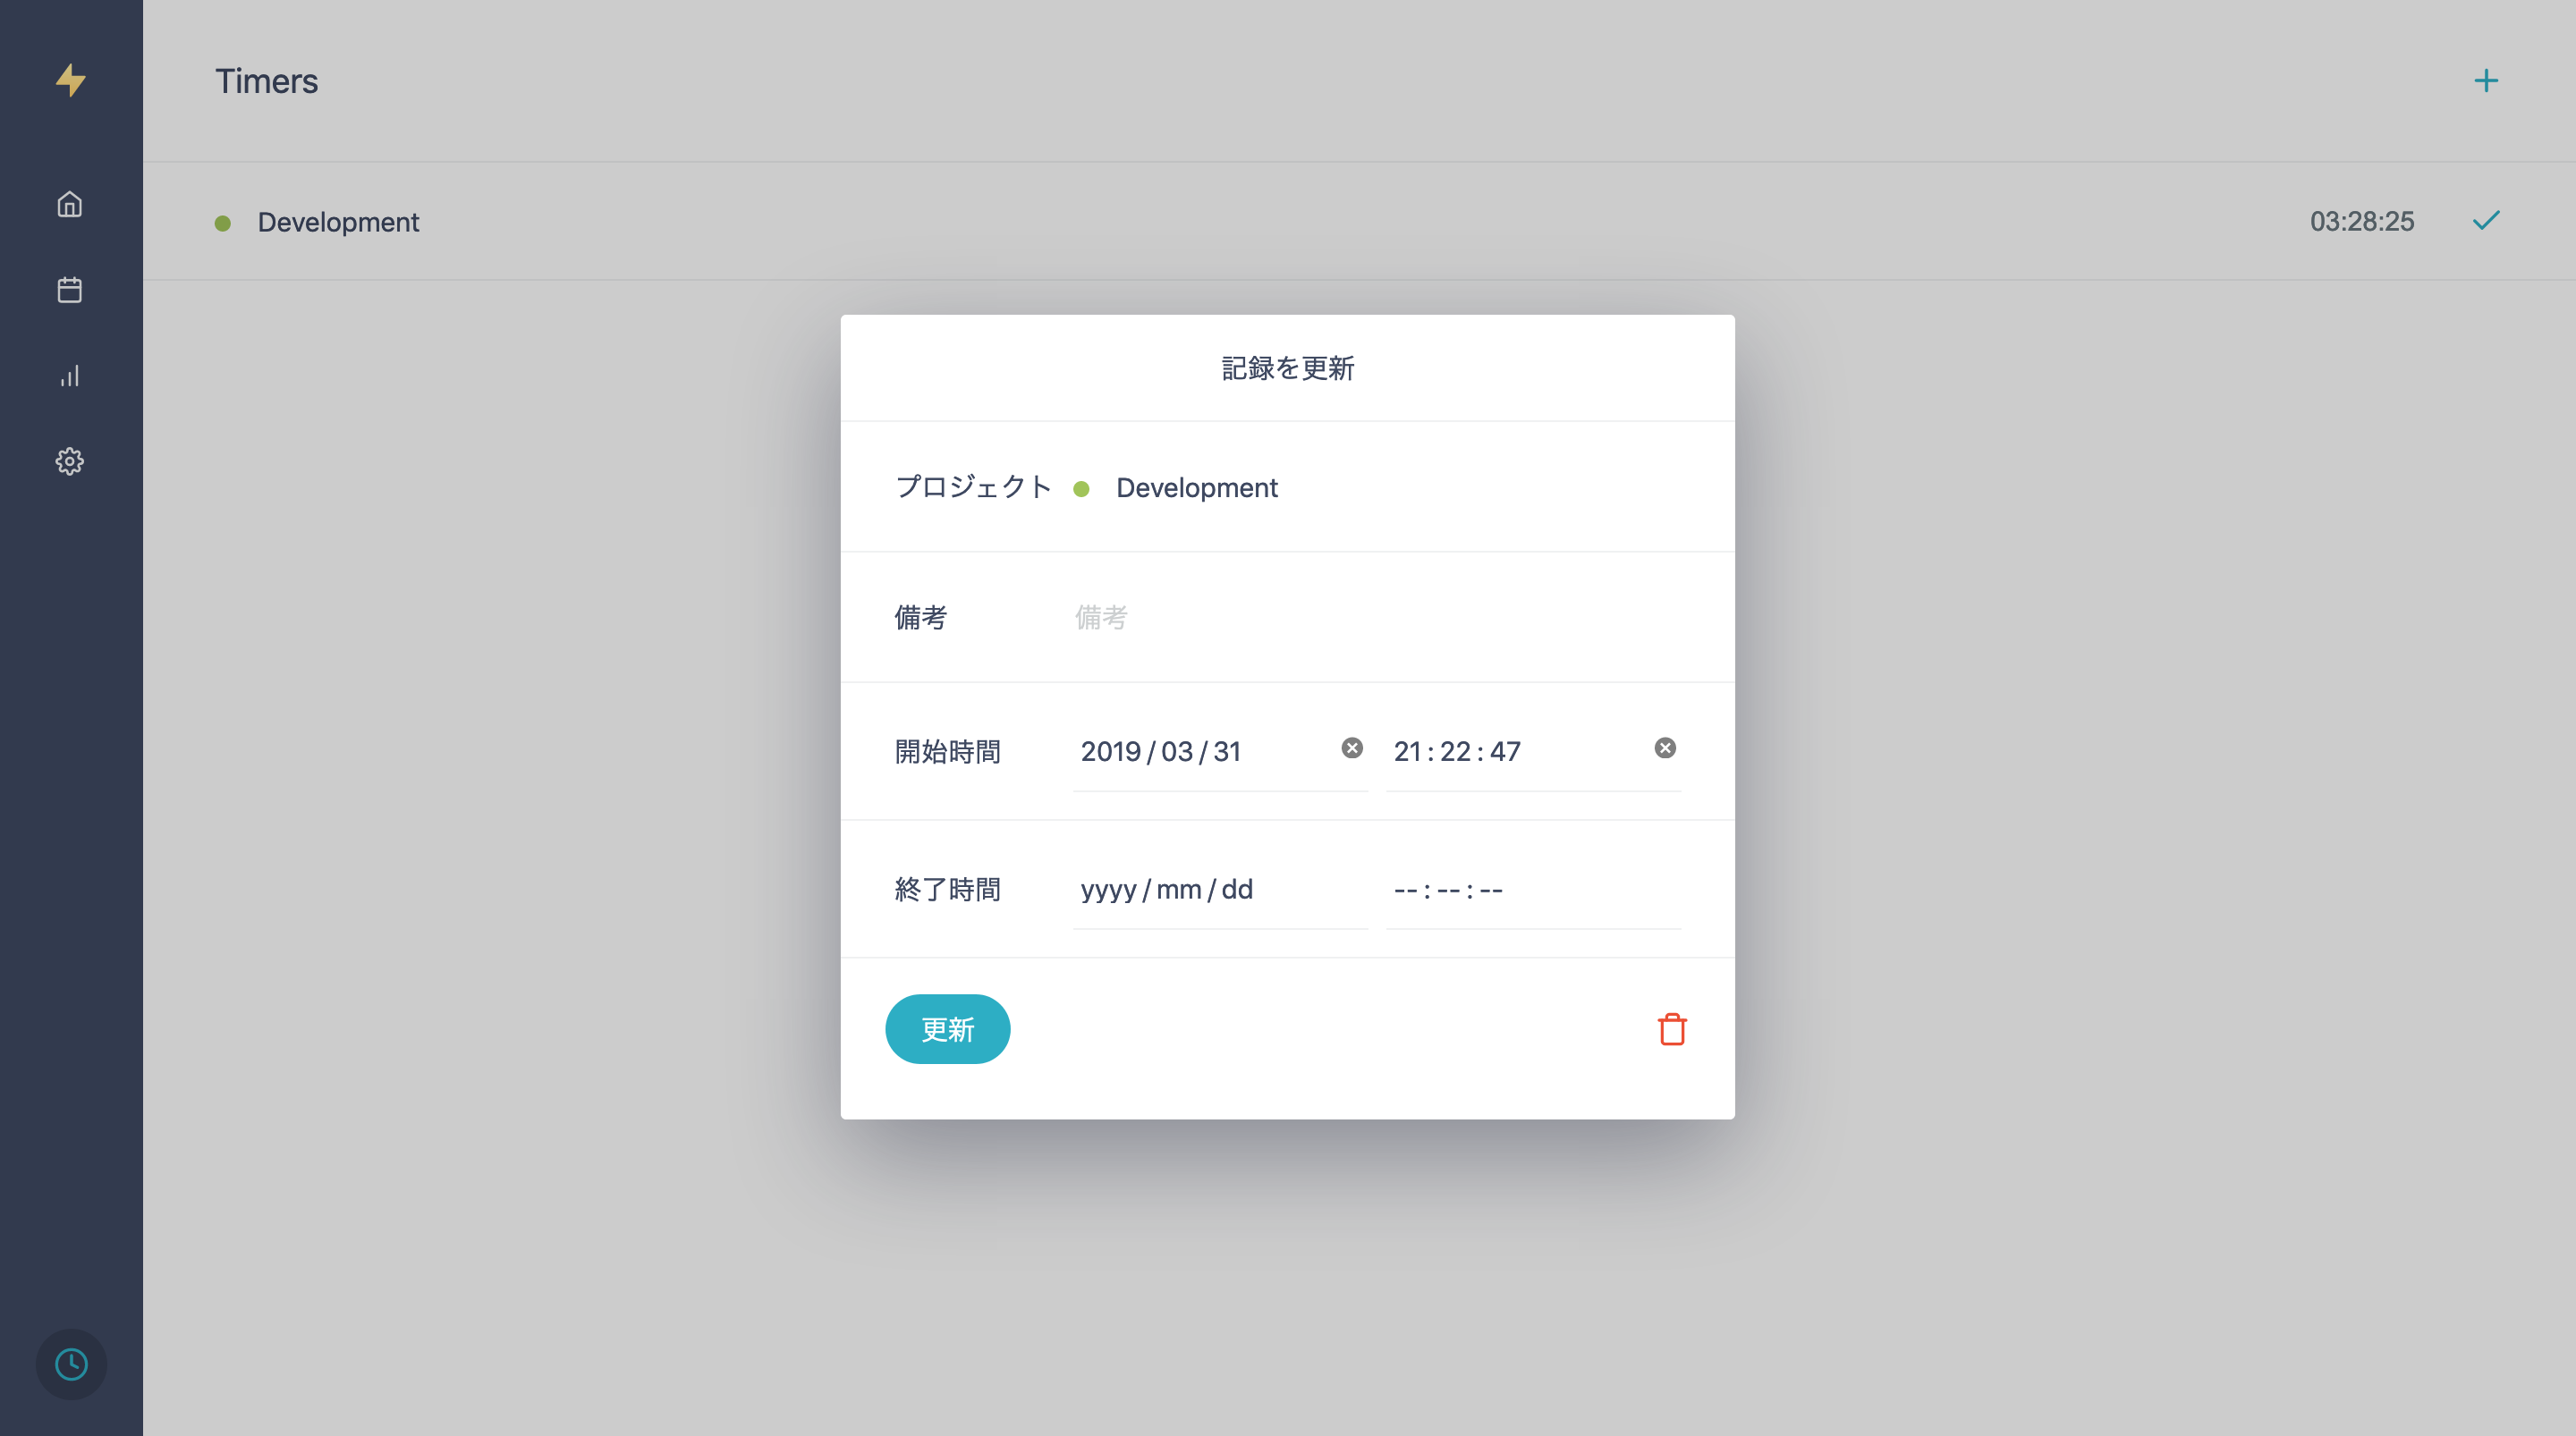 Timers
Development 03:28:25
記録を更新
プロジェクト Development
備考 備考
開始時間 2019/03/31 21:22:47
終了時間 yyyy/mm/dd --:--:--
更新